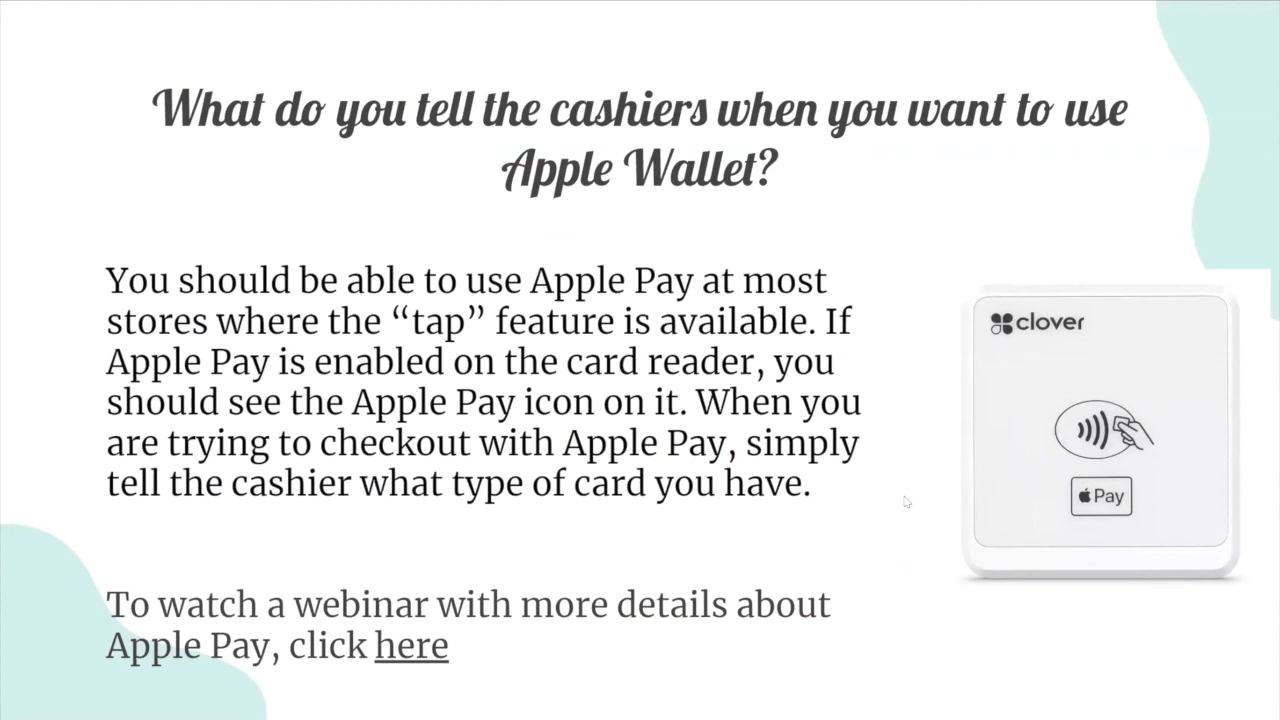 What do you tell the cashiers when you want to use
Apple Wallet?
You should be able to use Apple Pay at most
stores where the “tap” feature is available. If
Apple Pay is enabled on the card reader, you
should see the Apple Pay icon on it. When you
are trying to checkout with Apple Pay, simply
tell the cashier what type of card you have.
To watch a webinar with more details about
Apple Pay, click here
clover
Pay